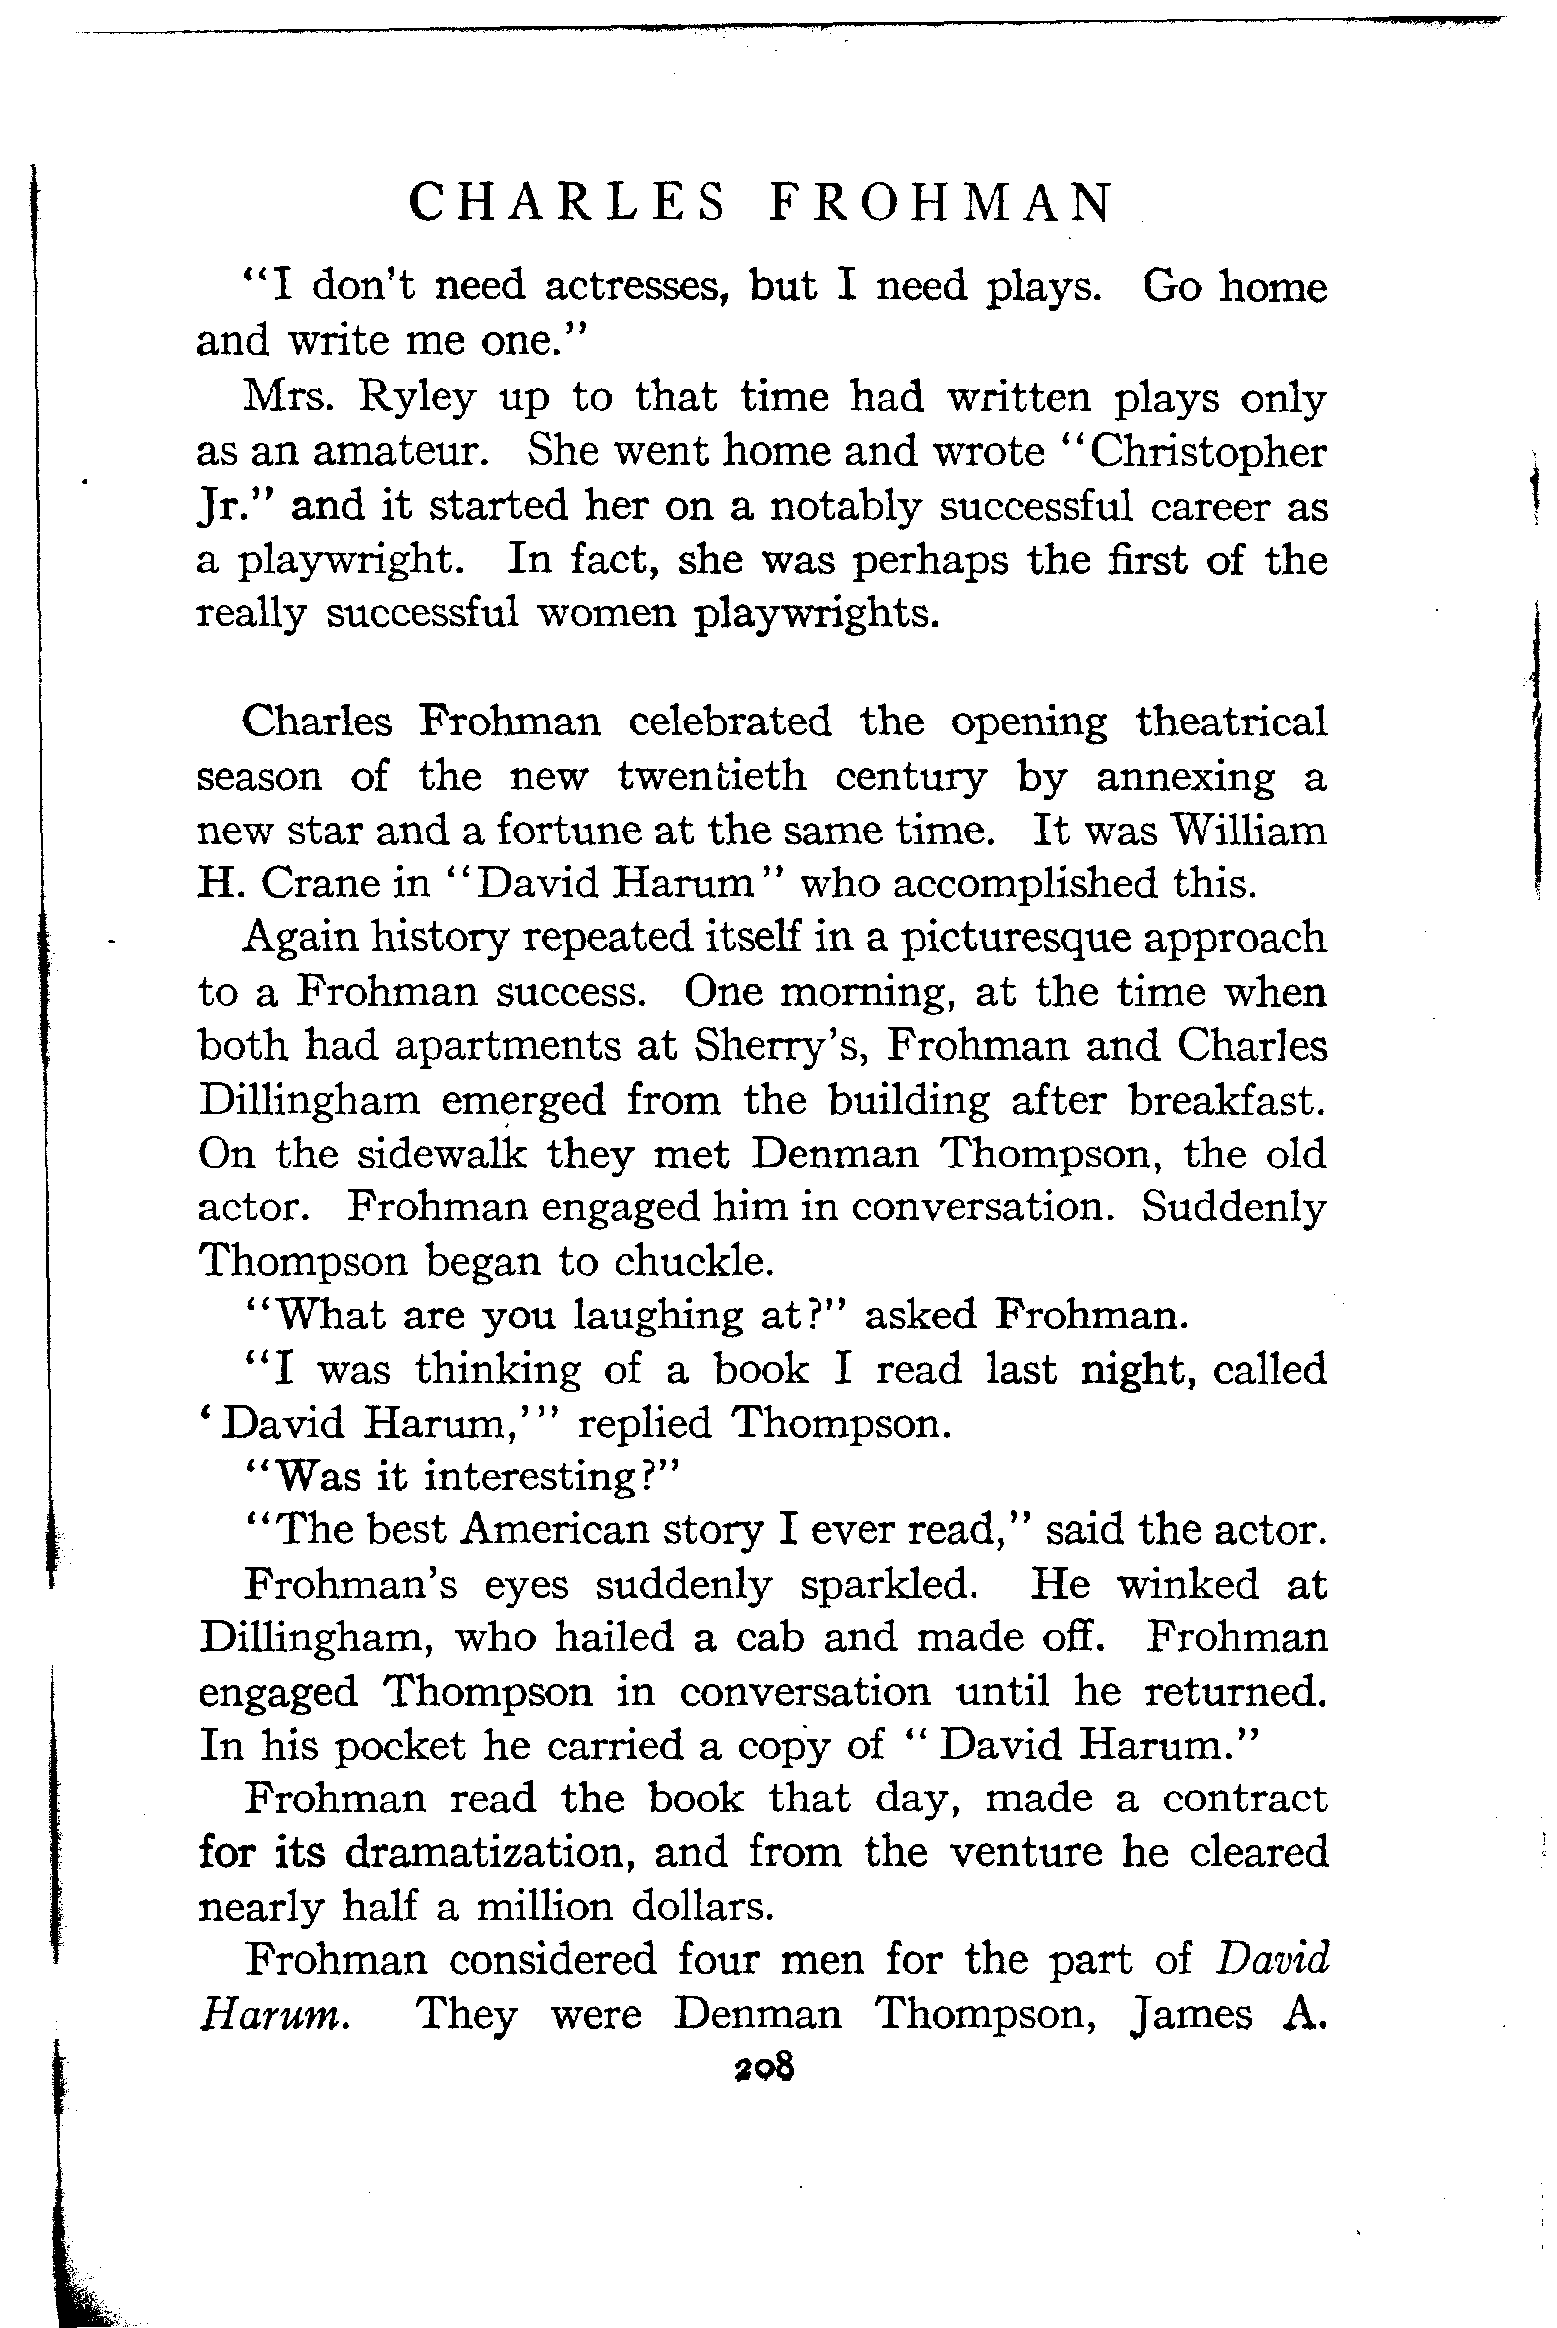 CHARLES FROHMAN
"I don't need actresses, but I need plays. Go home
and write me one."
Mrs. Ryley up to that time had written plays only
as an amateur. She went home and wrote "Christopher
Jr." and it started her on a notably successful career as
a playwright. In fact, she was perhaps the first of the
really successful women playwrights.
Charles Frohman celebrated the opening theatrical
season of the new twentieth century by annexing a
new star and a fortune at the same time. It was William
H. Crane in "David Harum" who accomplished this.
Again history repeated itself in a picturesque approach
to a Frohman success. One morning, at the time when
both had apartments at Sherry's, Frohman and Charles
Dillingham emerged from the building after breakfast.
On the sidewalk they met Denman Thompson, the old
actor. Frohman engaged him in conversation. Suddenly
Thompson began to chuckle.
"What are you laughing at?" asked Frohman.
"I was thinking of a book I read last night, called
'David Harum,'" replied Thompson.
"Was it interesting?"
"The best American story I ever read," said the actor.
Frohman's eyes suddenly sparkled. He winked at
Dillingham, who hailed a cab and made off. Frohman
engaged Thompson in conversation until he returned.
In his pocket he carried a copy of "David Harum."
Frohman read the book that day, made a contract
for its dramatization, and from the venture he cleared
nearly half a million dollars.
Frohman considered four men for the part of David
Harum. They were Denman Thompson, James A.
208